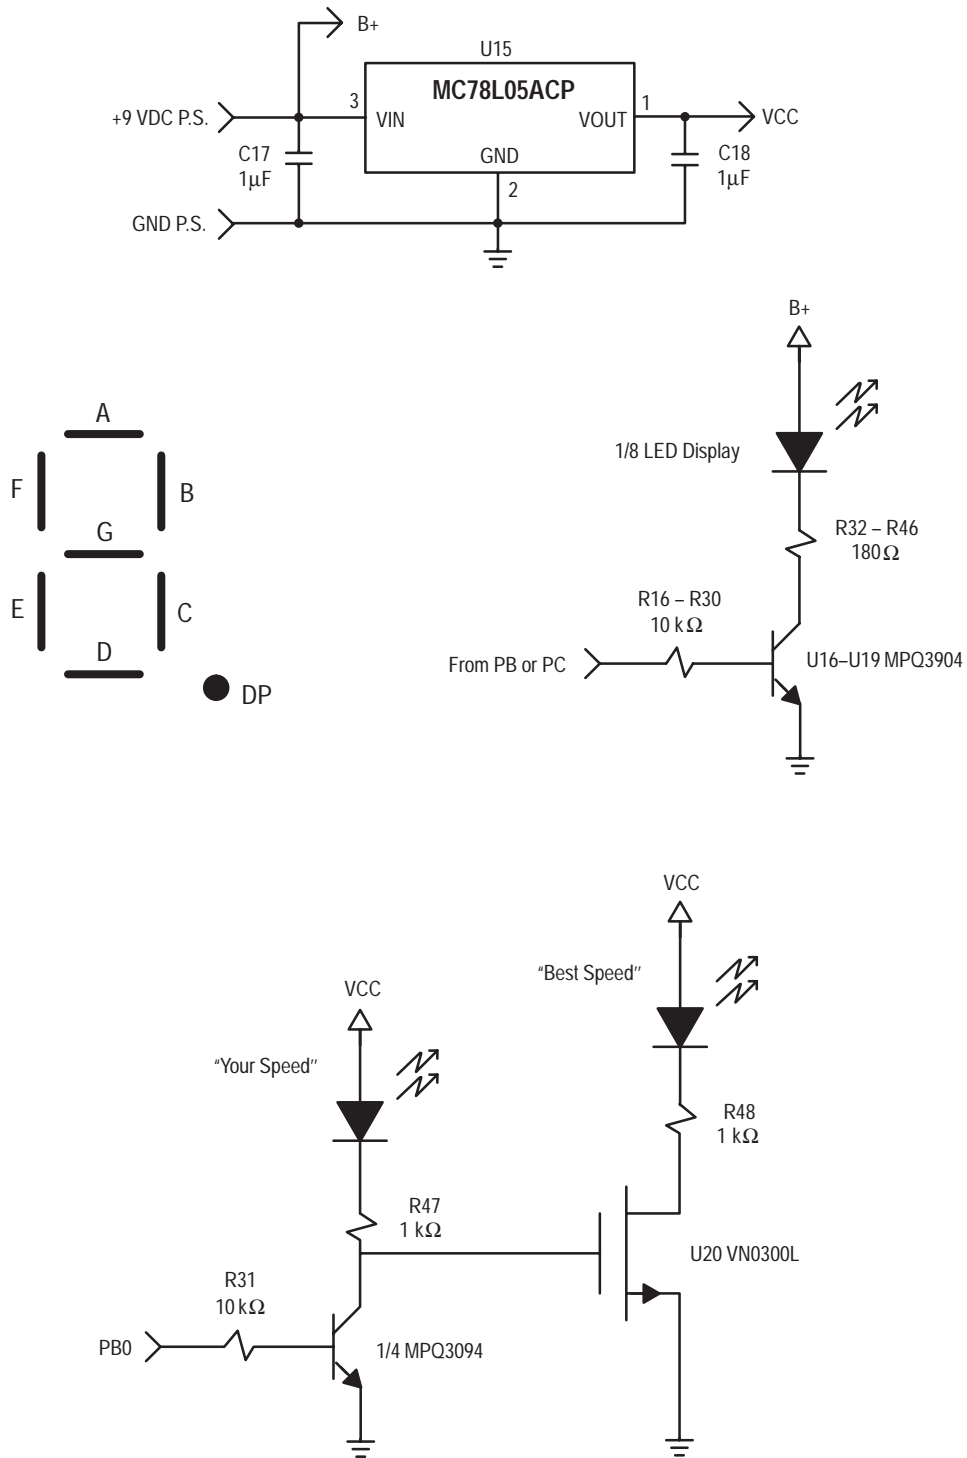 B+
U15
MC78L05ACP
+9 VDC P.S.
3
VIN
VOUT
1
VCC
C17
1µF
GND
2
C18
1µF
GND P.S.
B+
1/8 LED Display
R32 – R46
180Ω
R16 – R30
10 kΩ
From PB or PC
U16–U19 MPQ3904
A
F
B
G
E
C
D
DP
VCC
"Best Speed"
VCC
"Your Speed"
R48
1 kΩ
R47
1 kΩ
U20 VN0300L
R31
10 kΩ
PB0
1/4 MPQ3094